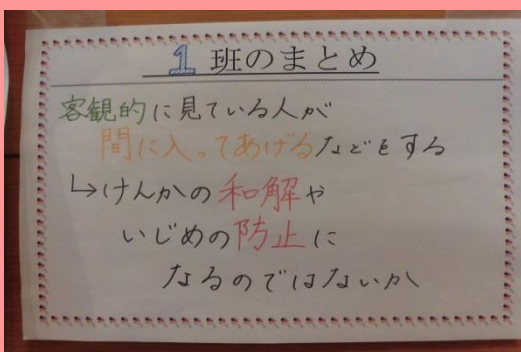 1 班のまとめ
客観的に見ている人が
間に入ってあげるなどをする
↳けんかの和解や
いじめの防止に
なるのではないか